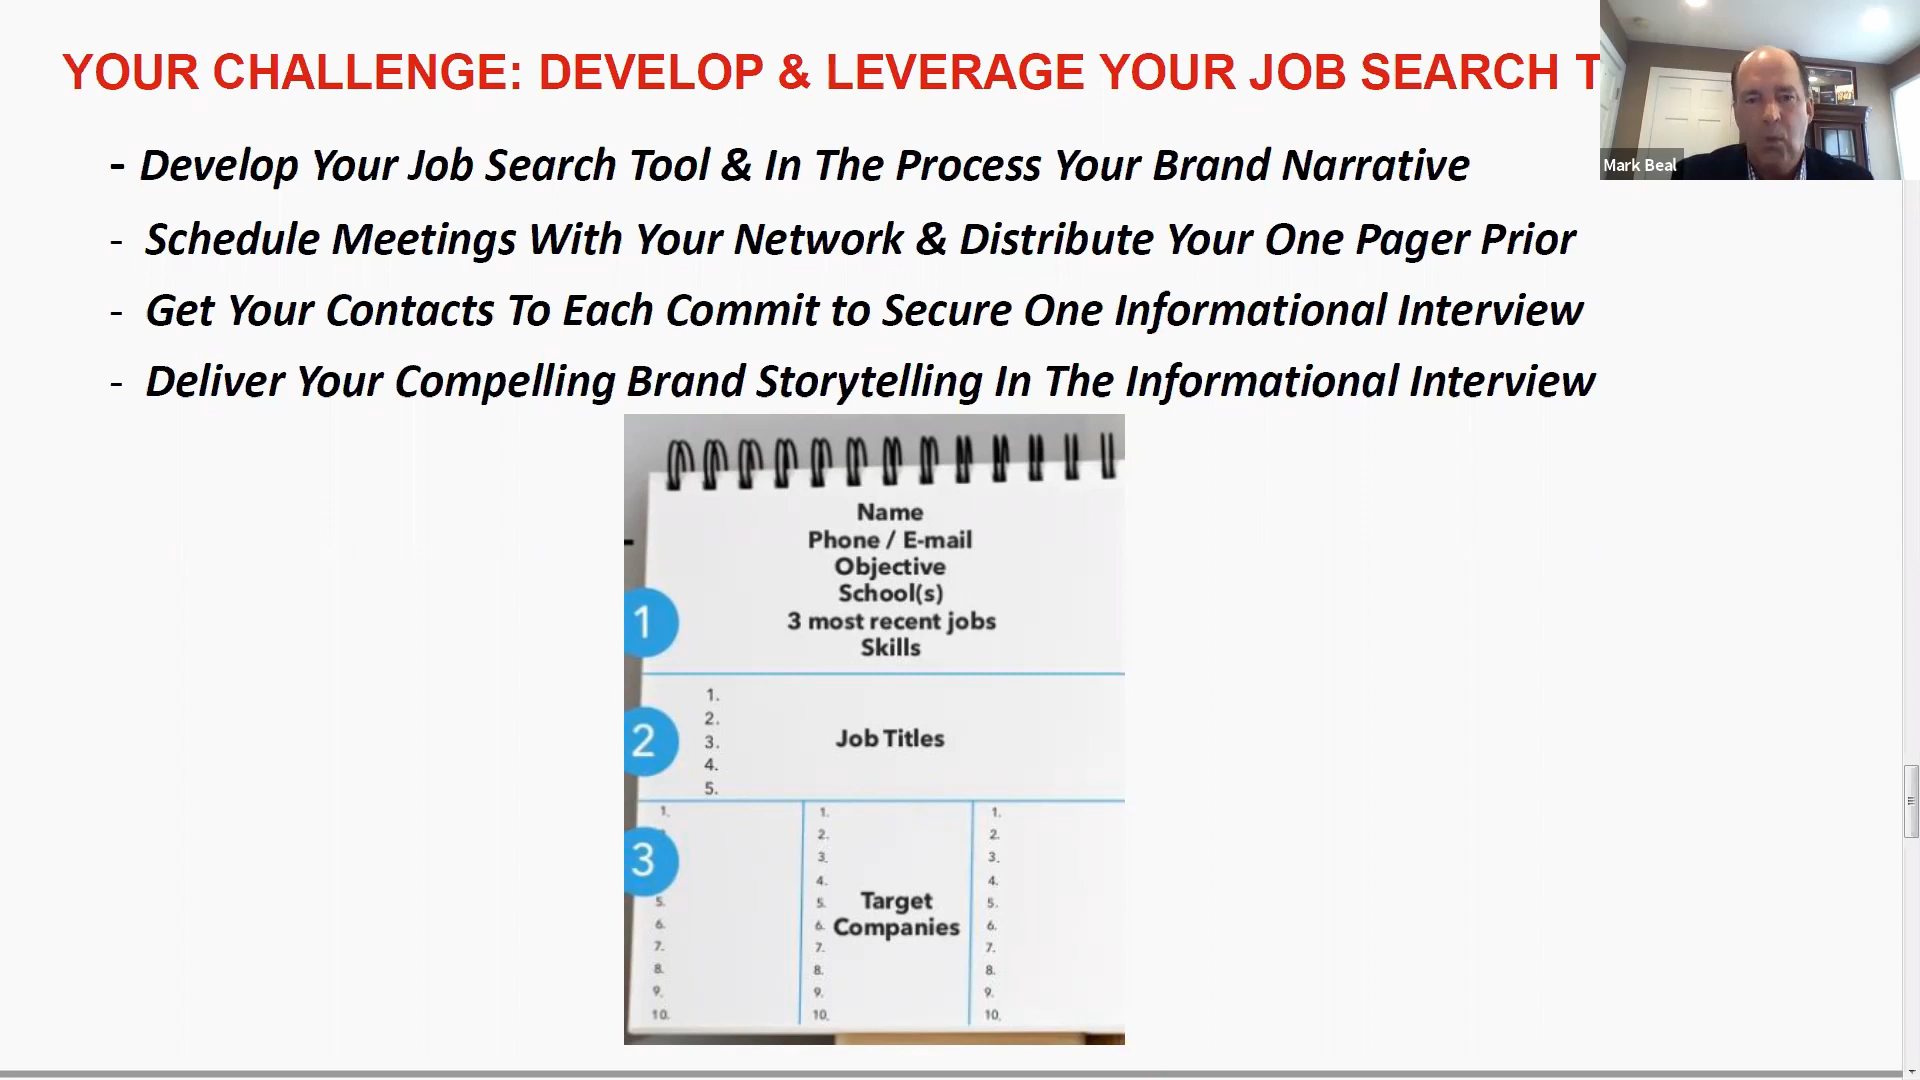 YOUR CHALLENGE: DEVELOP & LEVERAGE YOUR JOB SEARCH T
Mark Beal
- Develop Your Job Search Tool & In The Process Your Brand Narrative
- Schedule Meetings With Your Network & Distribute Your One Pager Prior
- Get Your Contacts To Each Commit to Secure One Informational Interview
- Deliver Your Compelling Brand Storytelling In The Informational Interview
Name
Phone / E-mail
Objective
School(s)
3 most recent jobs
Skills
1
1.
2.
3.
4.
5.
Job Titles
2
1.
5.
6.
7.
8.
9.
10.
3
1.
2.
3.
4.
5.
6.
7.
8.
9.
10.
Target
Companies
1.
2.
3.
4.
5.
6.
7.
8.
9.
10.